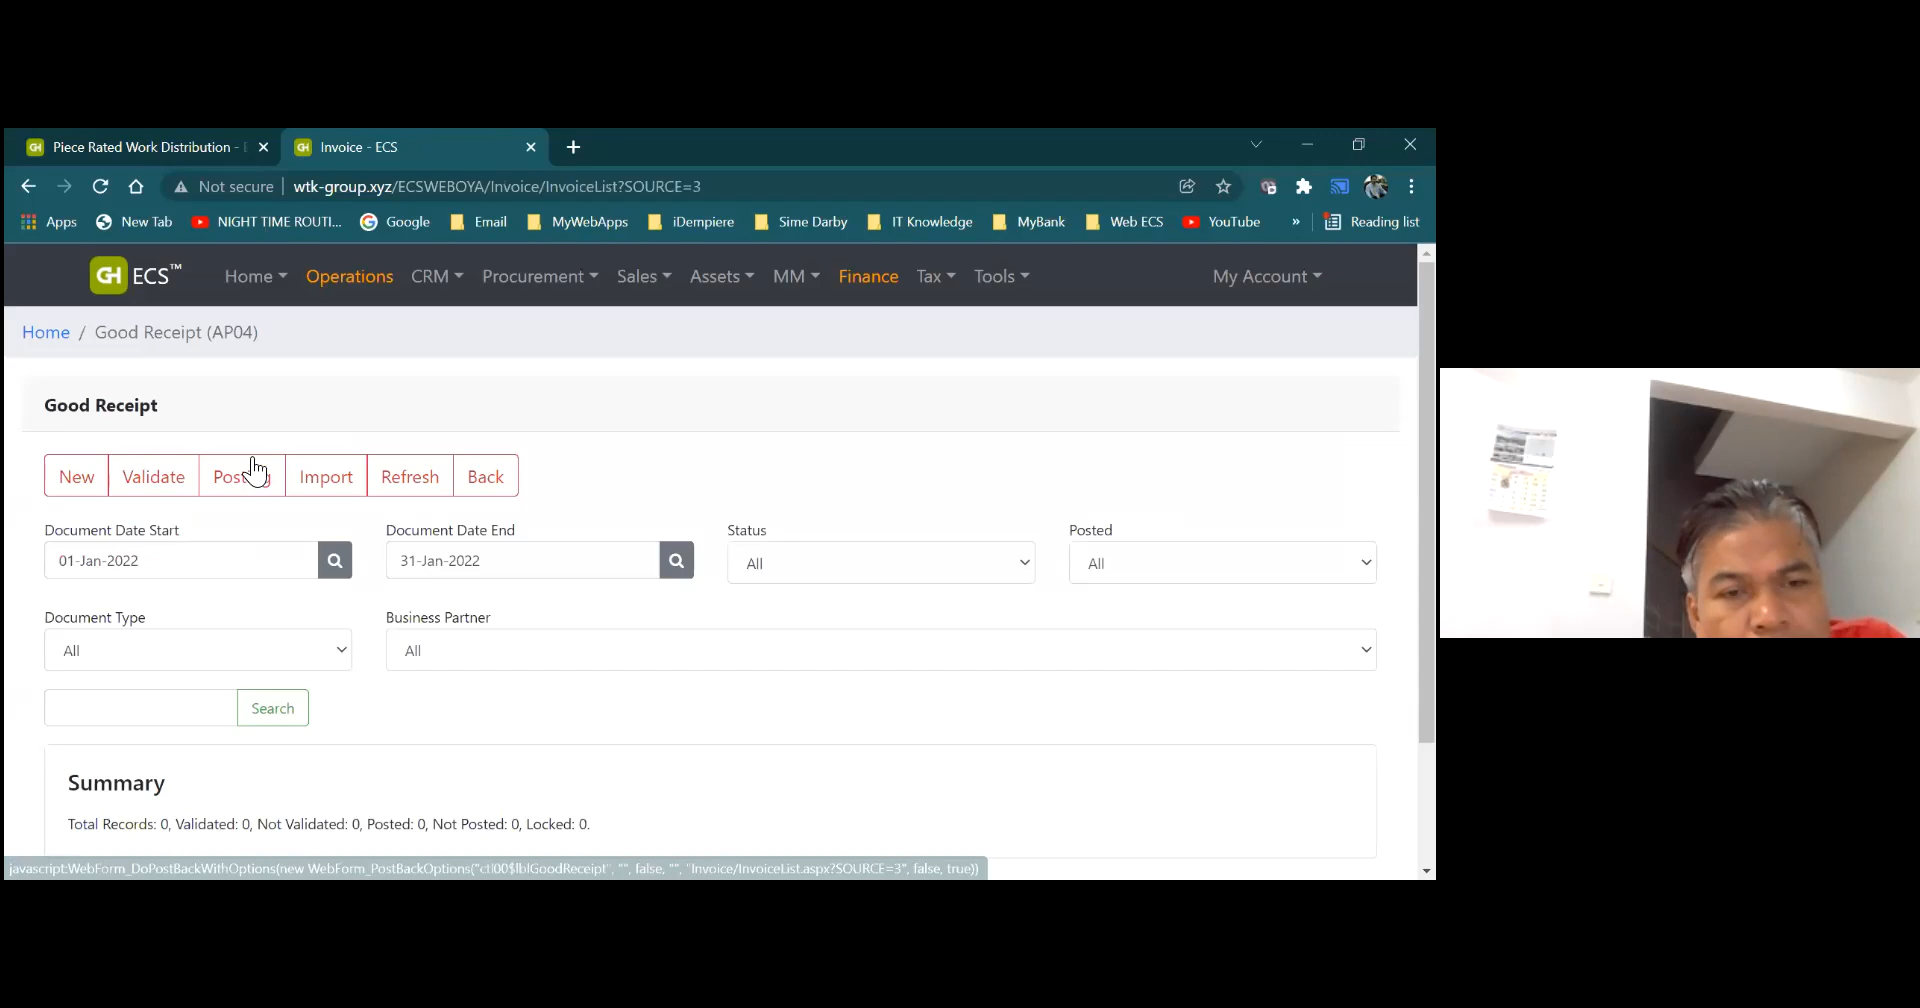 Piece Rated Work Distribution -
Invoice - ECS
Not secure
wtk-group.xyz/ECSWEBOYA/Invoice/InvoiceList?SOURCE=3
Apps
New Tab
NIGHT TIME ROUTI...
Google
Email
MyWebApps
iDempiere
Sime Darby
IT Knowledge
MyBank
Web ECS
YouTube
»
Reading list
GH ECS™
Home
Operations
CRM
Procurement
Sales
Assets
MM
Finance
Tax
Tools
My Account
Home / Good Receipt (AP04)
Good Receipt
New
Validate
Import
Refresh
Back
Document Date Start
Document Date End
Status
Posted
01-Jan-2022
31-Jan-2022
All
All
Document Type
Business Partner
All
All
Search
Summary
Total Records: 0, Validated: 0, Not Validated: 0, Posted: 0, Not Posted: 0, Locked: 0.
javascript:WebForm_DoPostBackWithOptions(new WebForm_PostBackOptions("ctl00$lblGoodReceipt", "", false, "", "Invoice/InvoiceList.aspx?SOURCE=3", false, true))